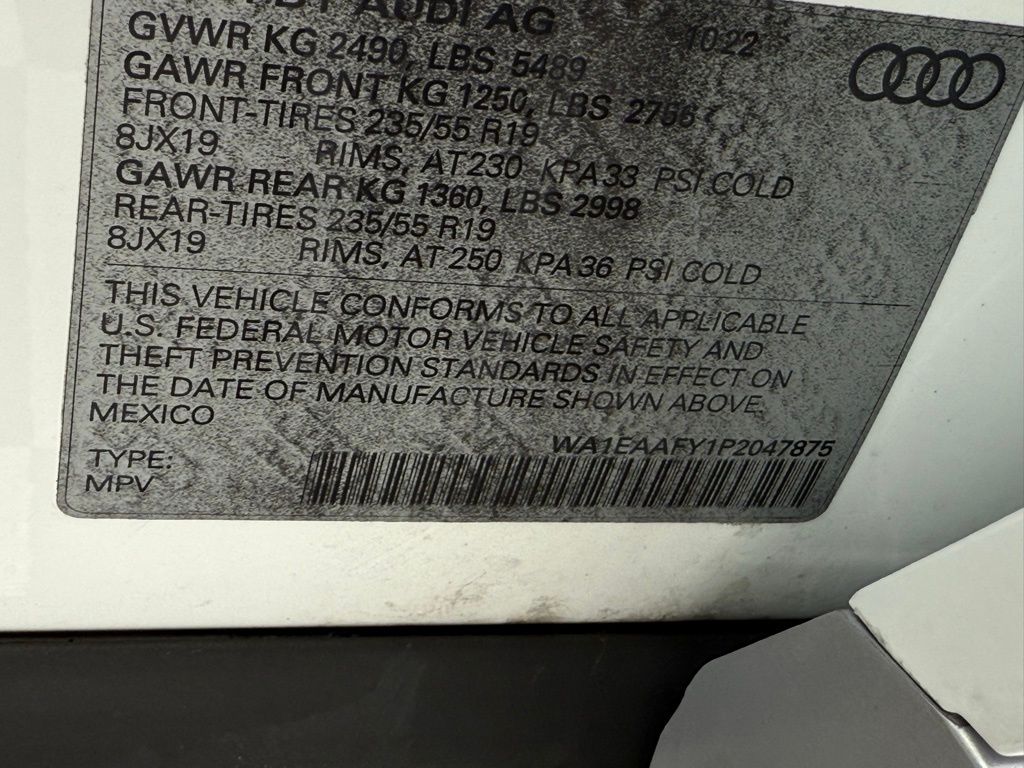 AUDI AG
10.22
GVWR KG 2490, LBS 5489
GAWR FRONT KG 1250, LBS 2756
FRONT-TIRES 235/55 R19
8JX19 RIMS, AT 230 KPA 33 PSI COLD
GAWR REAR KG 1360, LBS 2998
REAR-TIRES 235/55 R19
8JX19 RIMS, AT 250 KPA 36 PSI COLD
THIS VEHICLE CONFORMS TO ALL APPLICABLE
U.S. FEDERAL MOTOR VEHICLE SAFETY AND
THEFT PREVENTION STANDARDS IN EFFECT ON
THE DATE OF MANUFACTURE SHOWN ABOVE.
MEXICO
WA1EAAFY1P2047875
TYPE:
MPV